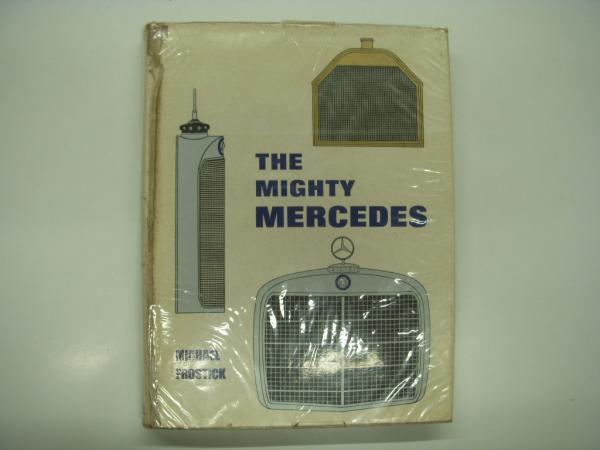 THE
MIGHTY
MERCEDES
MICHAEL
FROSTICK